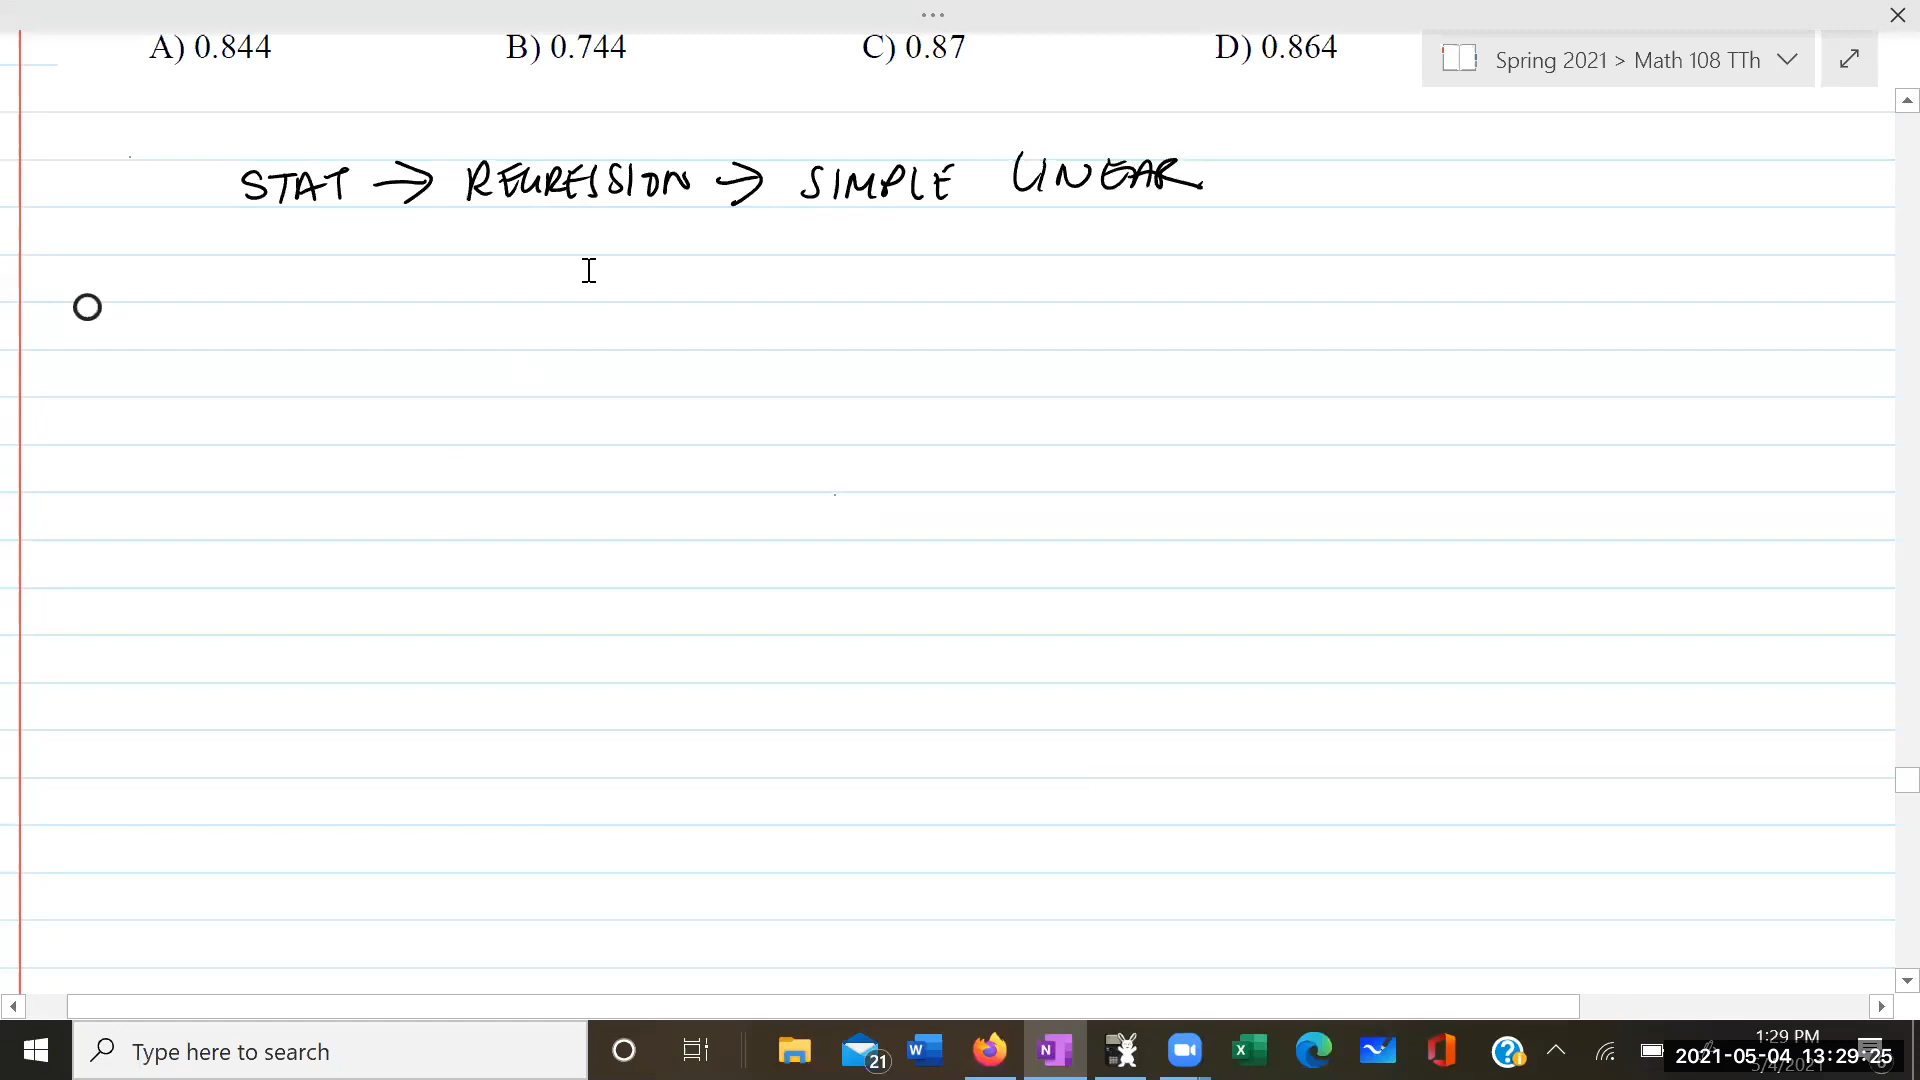 ...
A) 0.844 B) 0.744 C) 0.87 D) 0.864
Spring 2021 > Math 108 TTh
STAT → REGRESSION → SIMPLE LINEAR
Type here to search
21
1:29 PM
2021-05-04 13:29:25